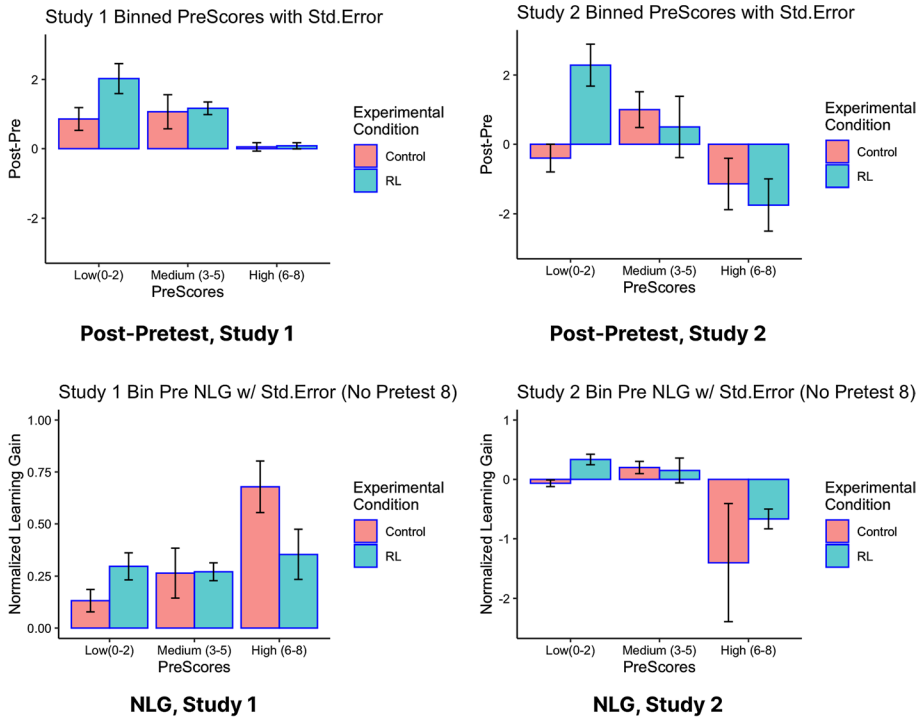 Study 1 Binned PreScores with Std.Error
Post-Pre
2
0
-2
Low(0-2)
Medium (3-5)
High (6-8)
PreScores
Experimental
Condition
Control
RL
Post-Pretest, Study 1
Study 2 Binned PreScores with Std.Error
Post-Pre
2
0
-2
Low(0-2)
Medium (3-5)
High (6-8)
PreScores
Experimental
Condition
Control
RL
Post-Pretest, Study 2
Study 1 Bin Pre NLG w/ Std.Error (No Pretest 8)
Normalized Learning Gain
1.00
0.75
0.50
0.25
0.00
Low(0-2)
Medium (3-5)
High (6-8)
PreScores
Experimental
Condition
Control
RL
NLG, Study 1
Study 2 Bin Pre NLG w/ Std.Error (No Pretest 8)
Normalized Learning Gain
1
0
-1
-2
Low(0-2)
Medium (3-5)
High (6-8)
PreScores
Experimental
Condition
Control
RL
NLG, Study 2